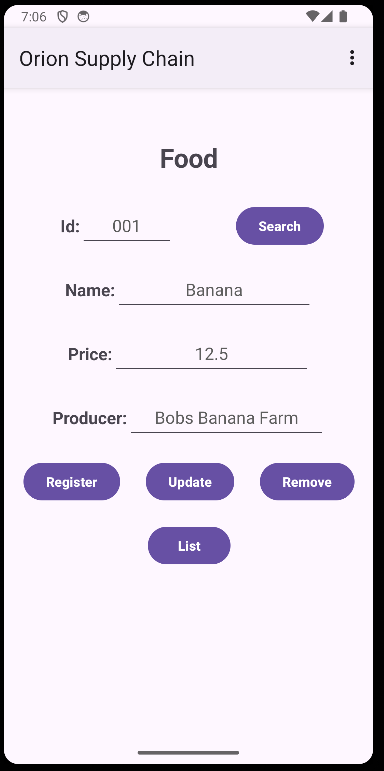 7:06
Orion Supply Chain
Food
Id: 001 Search
Name: Banana
Price: 12.5
Producer: Bobs Banana Farm
Register Update Remove
List